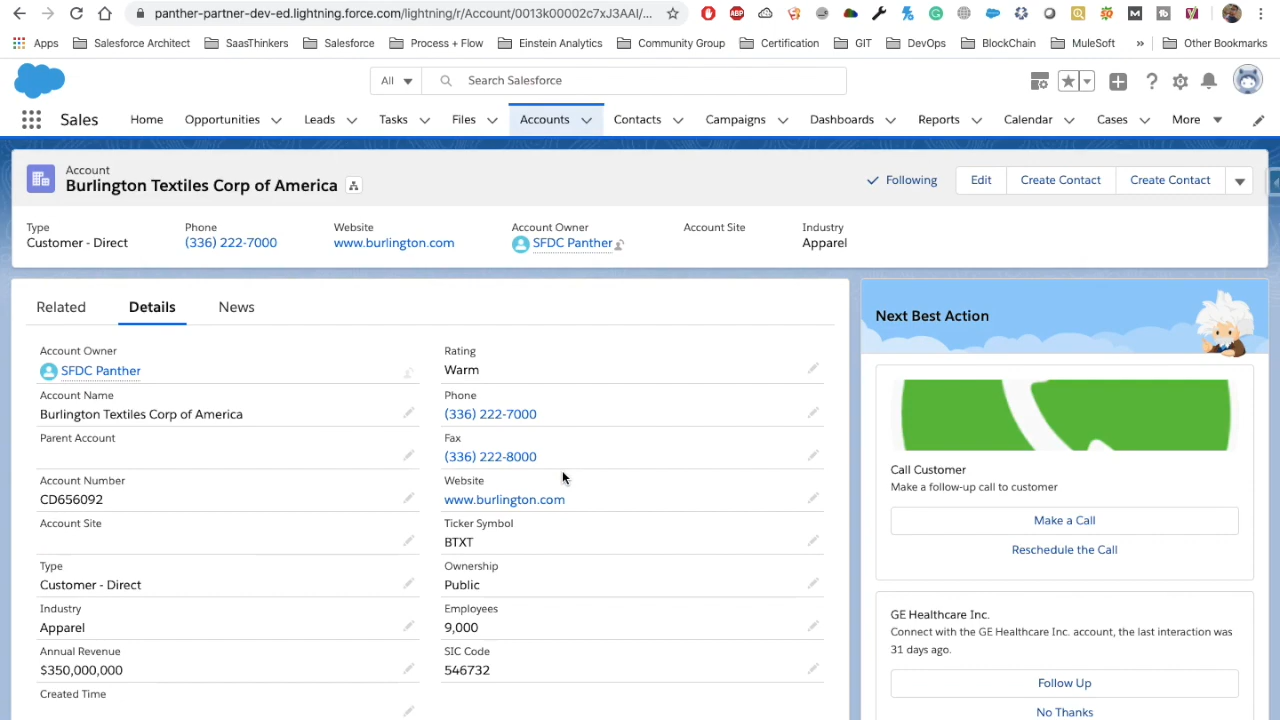 panther-partner-dev-ed.lightning.force.com/lightning/r/Account/0013k00002c7xJ3AAI/...
Apps Salesforce Architect SaasThinkers Salesforce Process + Flow Einstein Analytics Community Group Certification GIT DevOps BlockChain MuleSoft » Other Bookmarks
All Search Salesforce
Sales Home Opportunities Leads Tasks Files Accounts Contacts Campaigns Dashboards Reports Calendar Cases More
Account
Burlington Textiles Corp of America
Following Edit Create Contact Create Contact
Type Phone Website Account Owner Account Site Industry
Customer - Direct (336) 222-7000 www.burlington.com SFDC Panther Apparel
Related Details News
Account Owner
SFDC Panther
Account Name
Burlington Textiles Corp of America
Parent Account
Account Number
CD656092
Account Site
Type
Customer - Direct
Industry
Apparel
Annual Revenue
$350,000,000
Created Time
Rating
Warm
Phone
(336) 222-7000
Fax
(336) 222-8000
Website
www.burlington.com
Ticker Symbol
BTXT
Ownership
Public
Employees
9,000
SIC Code
546732
Next Best Action
Call Customer
Make a follow-up call to customer
Make a Call
Reschedule the Call
GE Healthcare Inc.
Connect with the GE Healthcare Inc. account, the last interaction was
31 days ago.
Follow Up
No Thanks